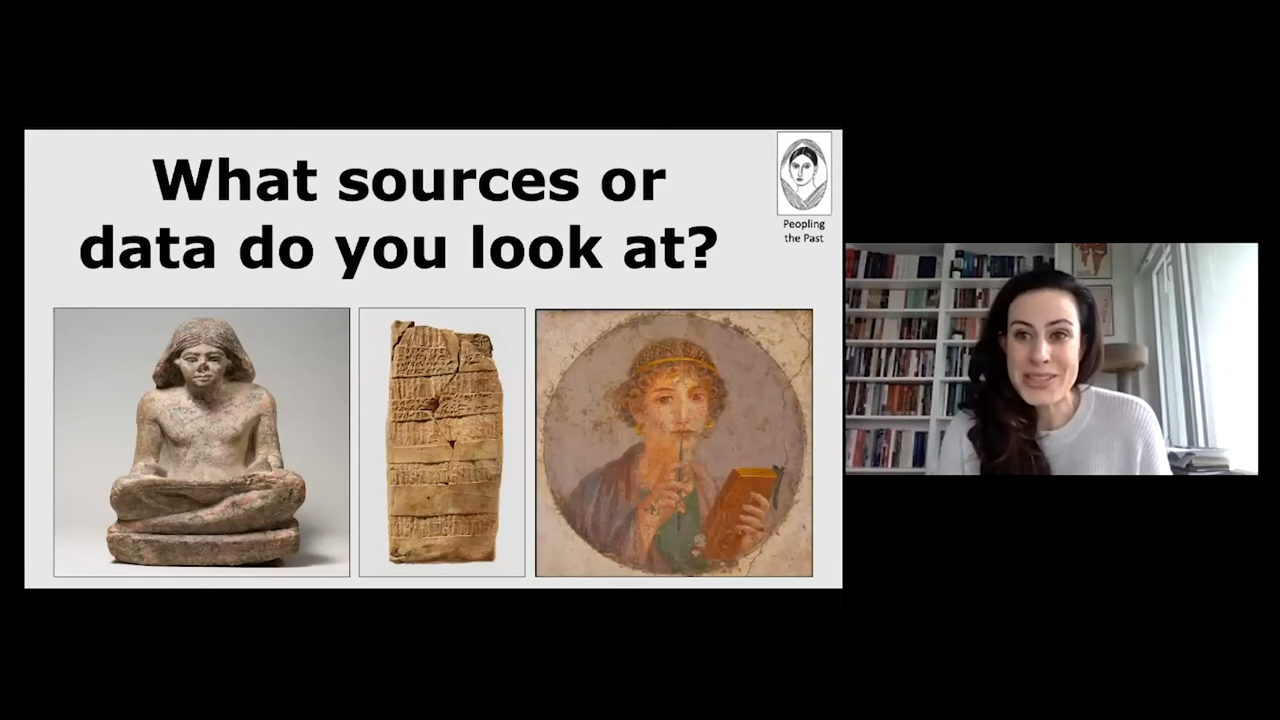 What sources or
data do you look at?
Peopling
the Past